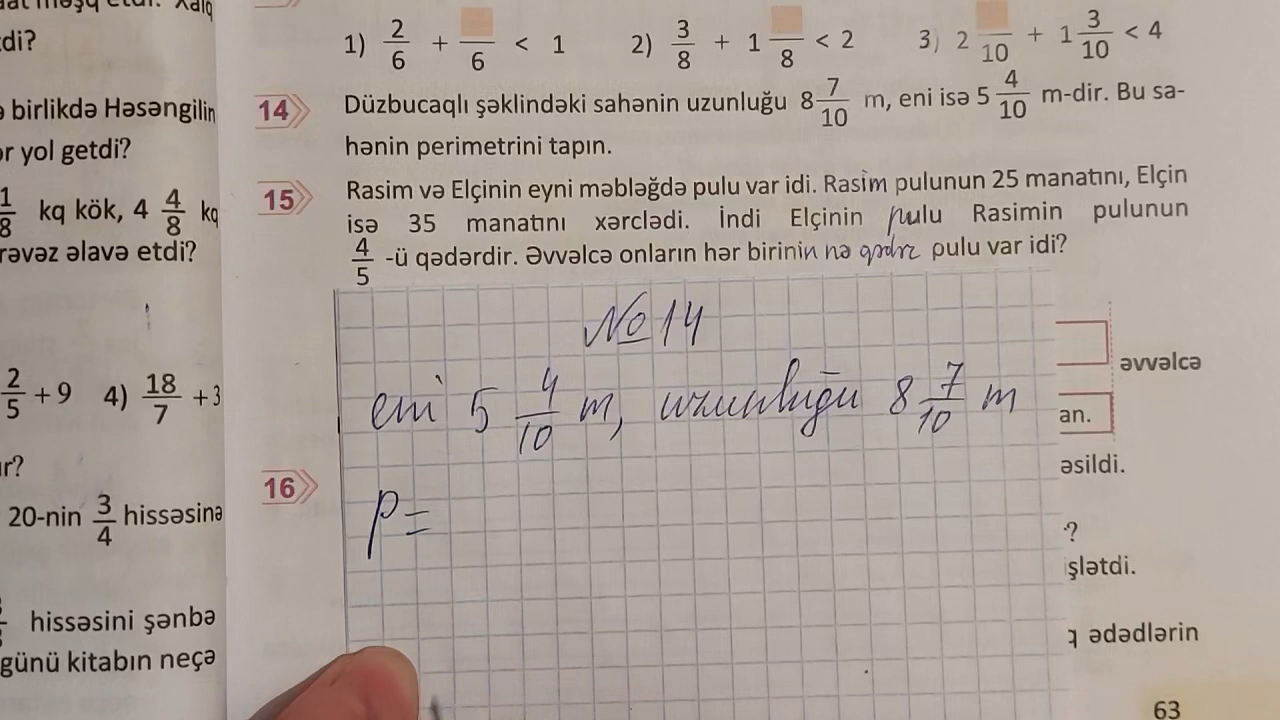 di?
1) 2/6 + □/6 < 1 2) 3/8 + 1 □/8 < 2 3) 2 □/10 + 1 3/10 < 4
birlikdə Həsəngilin
r yol getdi?
1/8 kq kök, 4 4/8 kq
rəvəz əlavə etdi?
2/5 + 9 4) 18/7 + 3
r?
20-nin 3/4 hissəsinə
hissəsini şənbə
günü kitabın neçə
14 Düzbucaqlı şəklindəki sahənin uzunluğu 8 7/10 m, eni isə 5 4/10 m-dir. Bu sa-
hənin perimetrini tapın.
15 Rasim və Elçinin eyni məbləğdə pulu var idi. Rasim pulunun 25 manatını, Elçin
isə 35 manatını xərclədi. İndi Elçinin pulu Rasimin pulunun
4/5 -ü qədərdir. Əvvəlcə onların hər birinin nə qədər pulu var idi?
№ 14
eni 5 4/10 m, uzunluğu 8 7/10 m
P=
16
əvvəlcə
an.
əsildi.
?
işlətdi.
ədədlərin
63